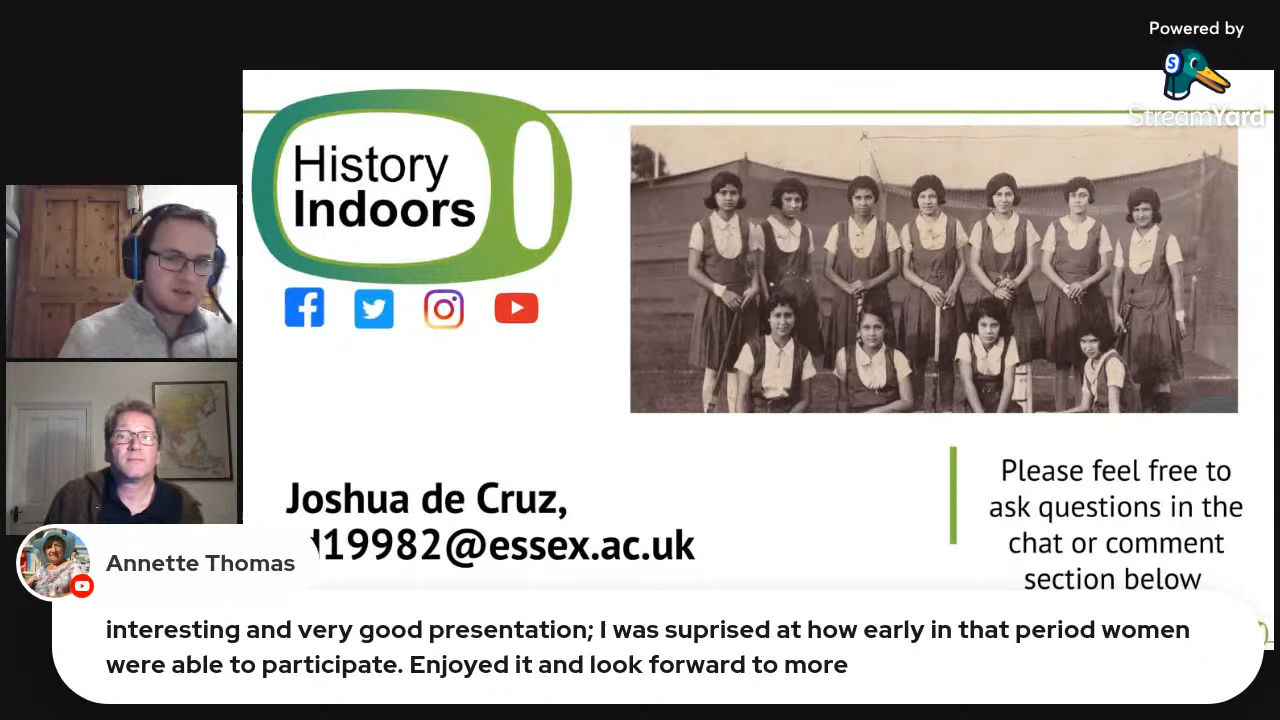 Powered by
StreamYard
History
Indoors
Joshua de Cruz,
19982@essex.ac.uk
Please feel free to
ask questions in the
chat or comment
section below
Annette Thomas
interesting and very good presentation; I was suprised at how early in that period women
were able to participate. Enjoyed it and look forward to more